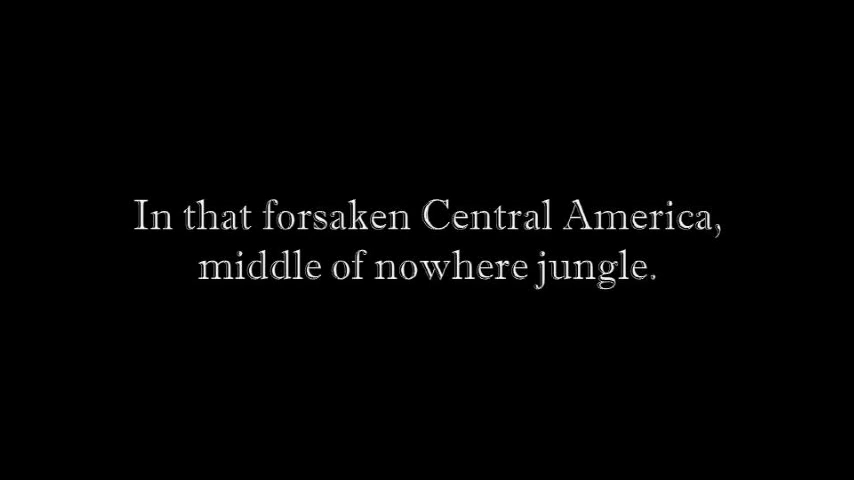 In that forsaken Central America,
middle of nowhere jungle.